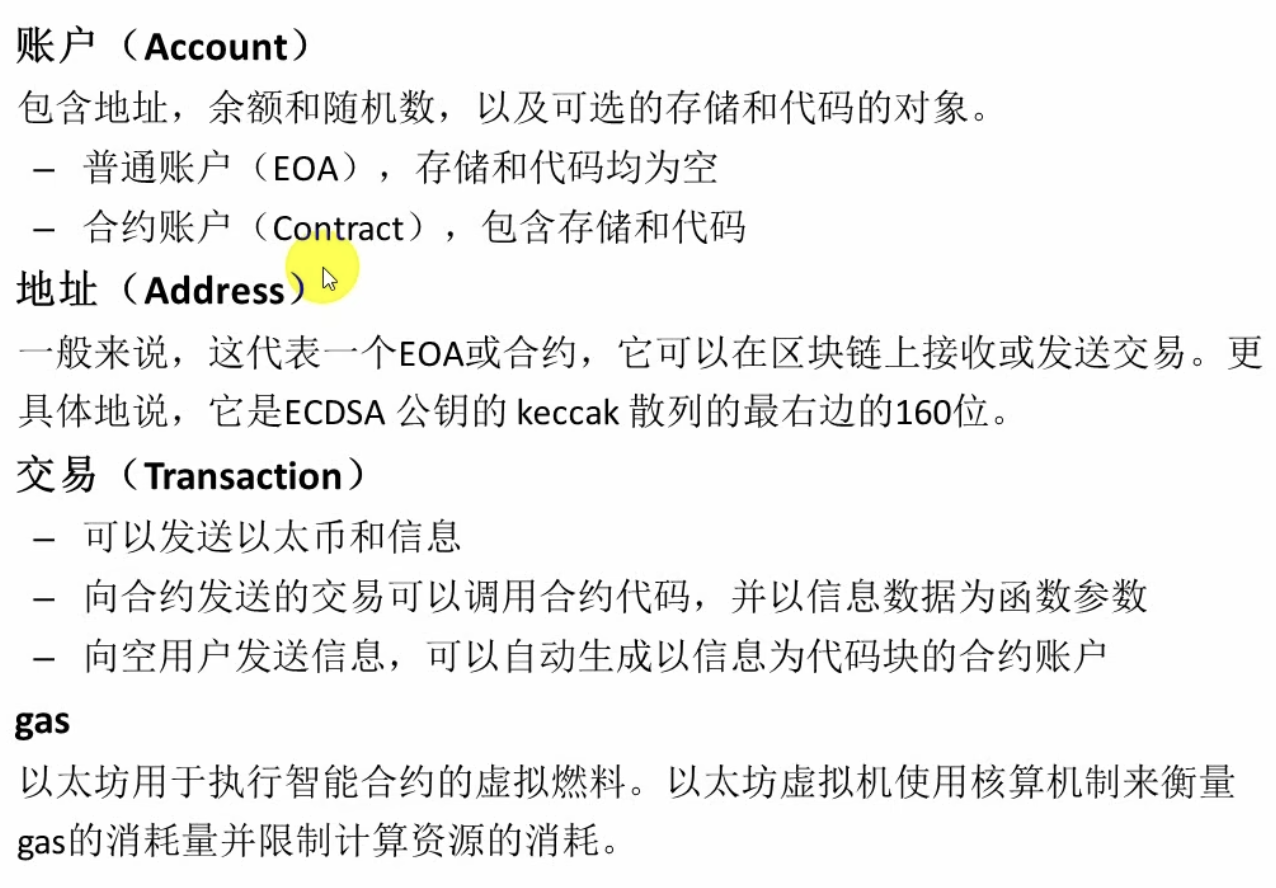 账户（Account）
包含地址，余额和随机数，以及可选的存储和代码的对象。
– 普通账户（EOA），存储和代码均为空
– 合约账户（Contract），包含存储和代码
地址（Address）
一般来说，这代表一个EOA或合约，它可以在区块链上接收或发送交易。更
具体地说，它是ECDSA 公钥的 keccak 散列的最右边的160位。
交易（Transaction）
– 可以发送以太币和信息
– 向合约发送的交易可以调用合约代码，并以信息数据为函数参数
– 向空用户发送信息，可以自动生成以信息为代码块的合约账户
gas
以太坊用于执行智能合约的虚拟燃料。以太坊虚拟机使用核算机制来衡量
gas的消耗量并限制计算资源的消耗。